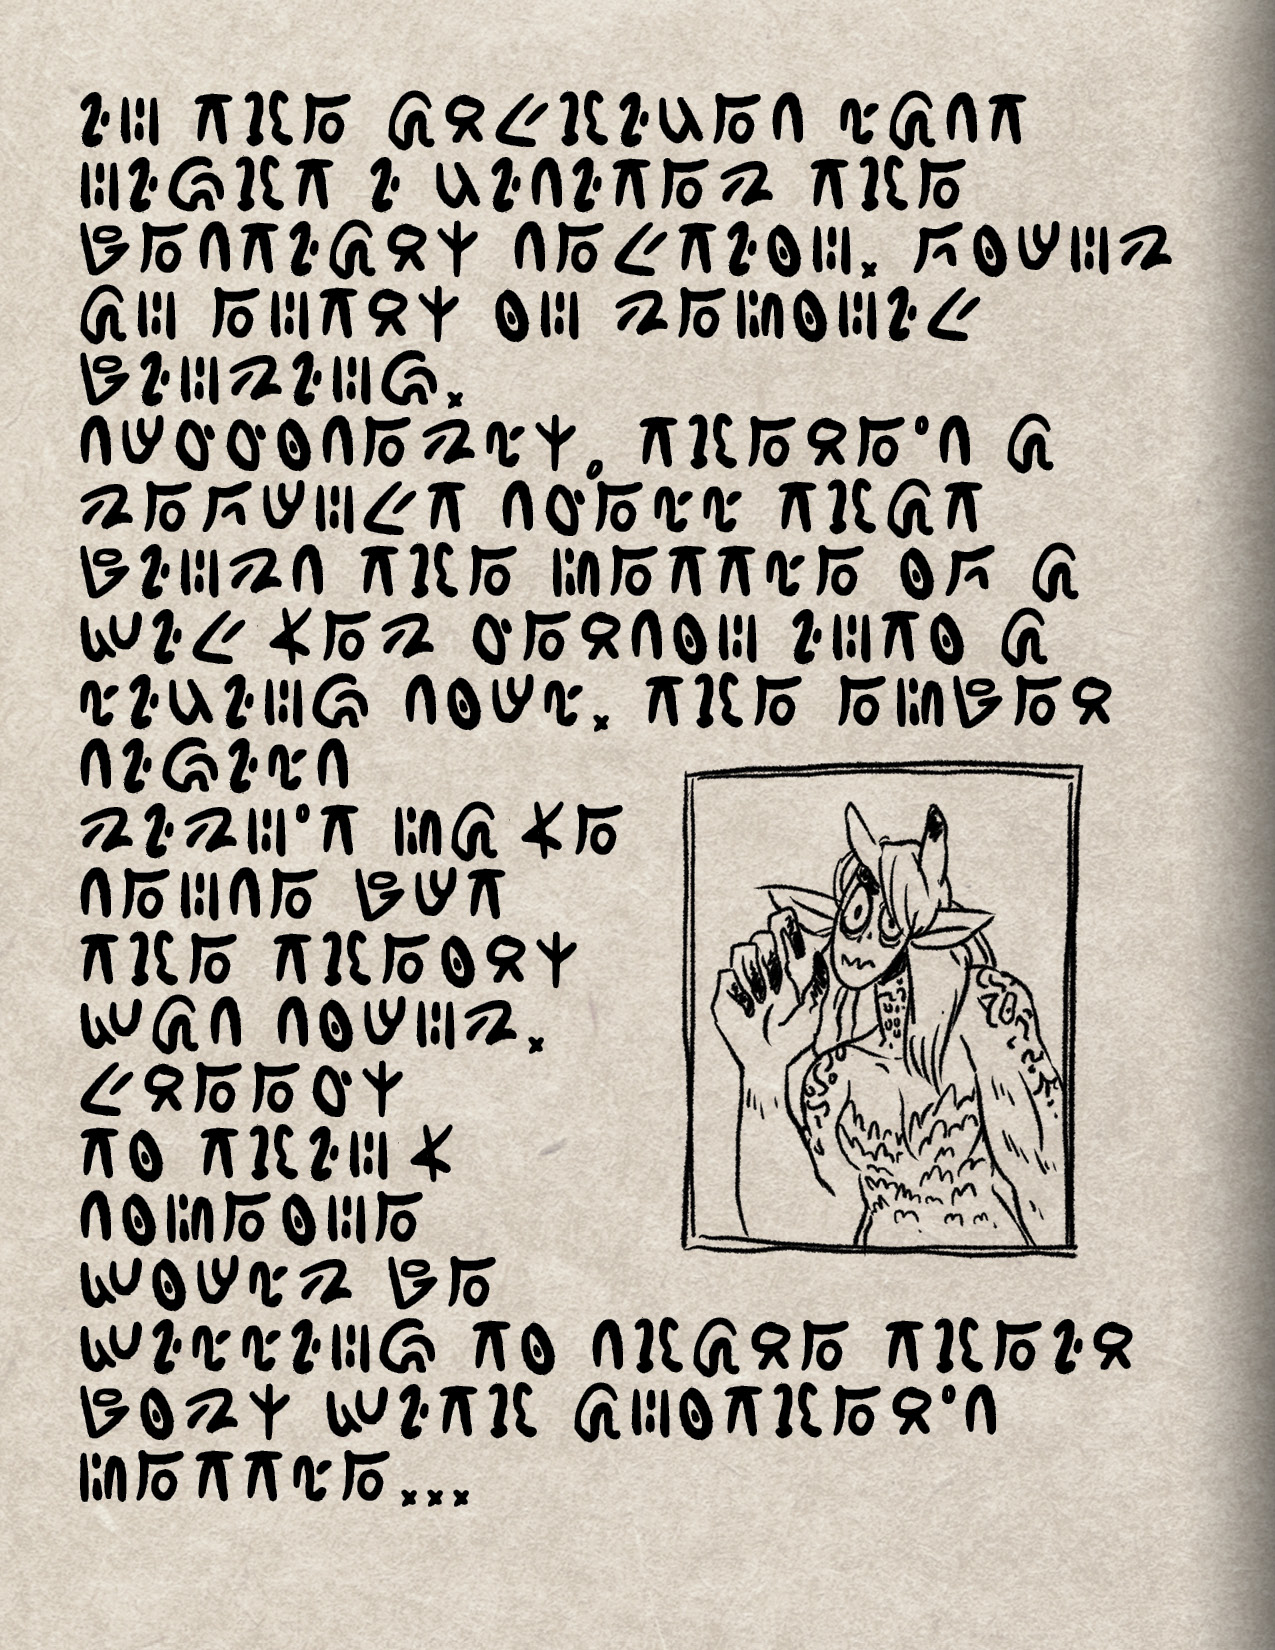 IN THE ARCHIVES LAST
NIGHT I VISITED THE
BESTIARY SECTION. FOUND
AN ENTRY ON DEMONIC
BINDING.
SUPPOSEDLY, THERE'S A
DEFUNCT SPELL THAT
BINDS THE METTLE OF A
WICKED PERSON INTO A
LIVING SOUL. THE EMBER
SIGILS
DIDN'T MAKE
SENSE BUT
THE THEORY
WAS SOUND.
CREEPY
TO THINK
SOMEONE
WOULD BE
WILLING TO SHARE THEIR
BODY WITH ANOTHER'S
METTLE...